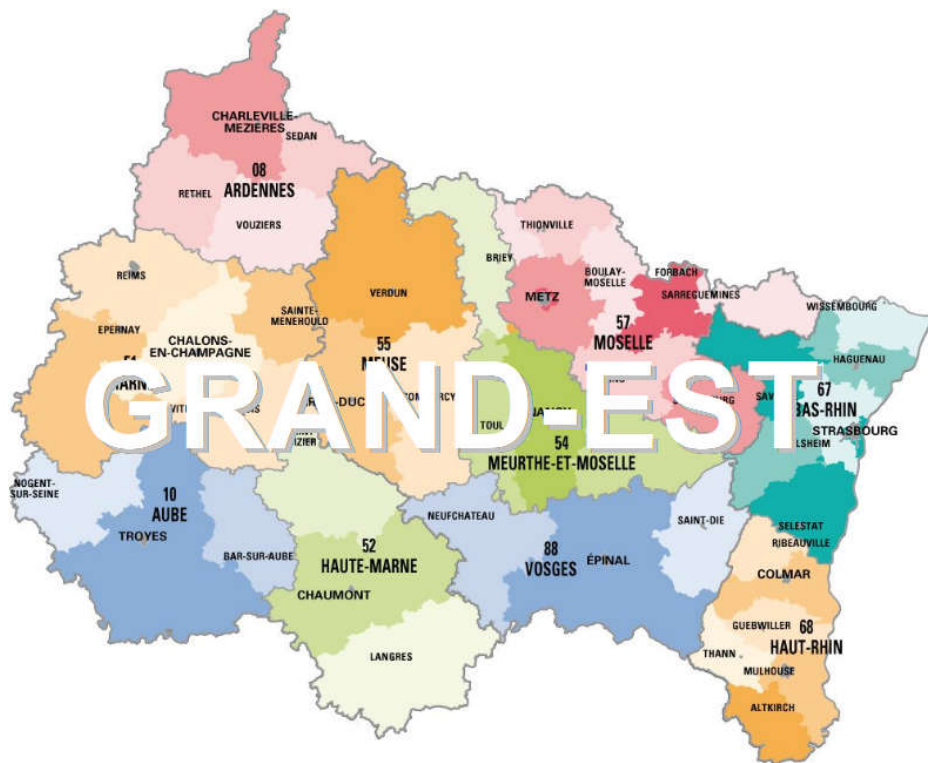 CHARLEVILLE-
MEZIÈRES
SEDAN
08
ARDENNES
RETHEL
VOUZIERS
THIONVILLE
BRIEY
BOULAY-
MOSELLE
FORBACH
SARREGUEMINES
REIMS
VERDUN
METZ
WISSEMBOURG
SAINTE-
MENEHOULD
EPERNAY
CHALONS-
EN-CHAMPAGNE
57
MOSELLE
55
HAGUENAU
67
BAS-RHIN
GRAND-EST
TOUL
STRASBOURG
54
MEURTHE-ET-MOSELLE
NOGENT-
SUR-SEINE
10
AUBE
TROYES
BAR-SUR-AUBE
NEUFCHATEAU
SAINT-DIE
SELESTAT
RIBEAUVILLE
52
HAUTE-MARNE
CHAUMONT
88
VOSGES
ÉPINAL
COLMAR
GUEBWILLER
68
HAUT-RHIN
THANN
MULHOUSE
LANGRES
ALTKIRCH